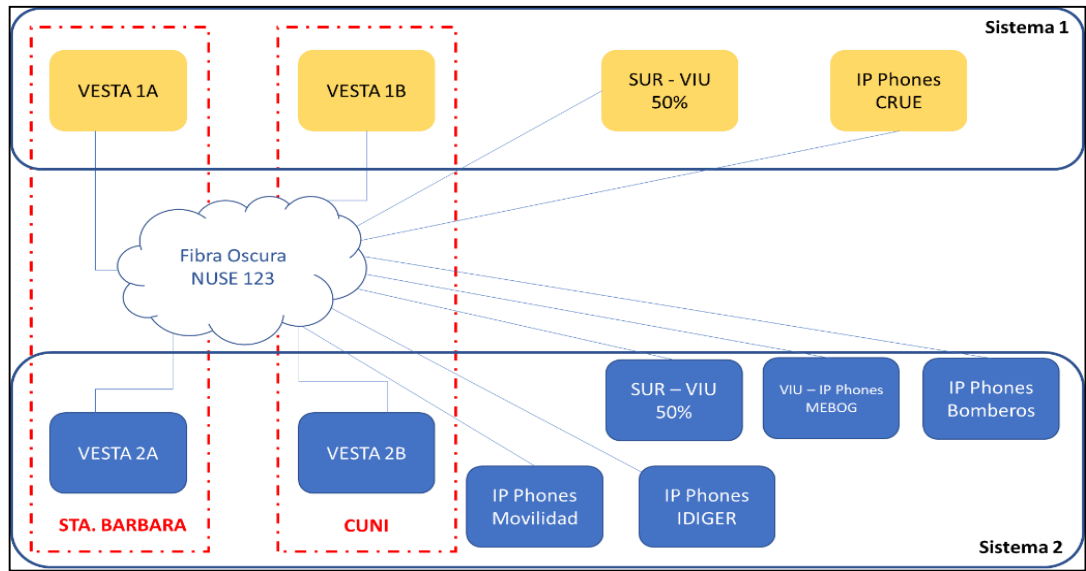 Sistema 1
VESTA 1A
VESTA 1B
SUR - VIU
50%
IP Phones
CRUE
Fibra Oscura
NUSE 123
SUR – VIU
50%
VIU – IP Phones
MEBOG
IP Phones
Bomberos
VESTA 2A
VESTA 2B
IP Phones
Movilidad
IP Phones
IDIGER
STA. BARBARA
CUNI
Sistema 2